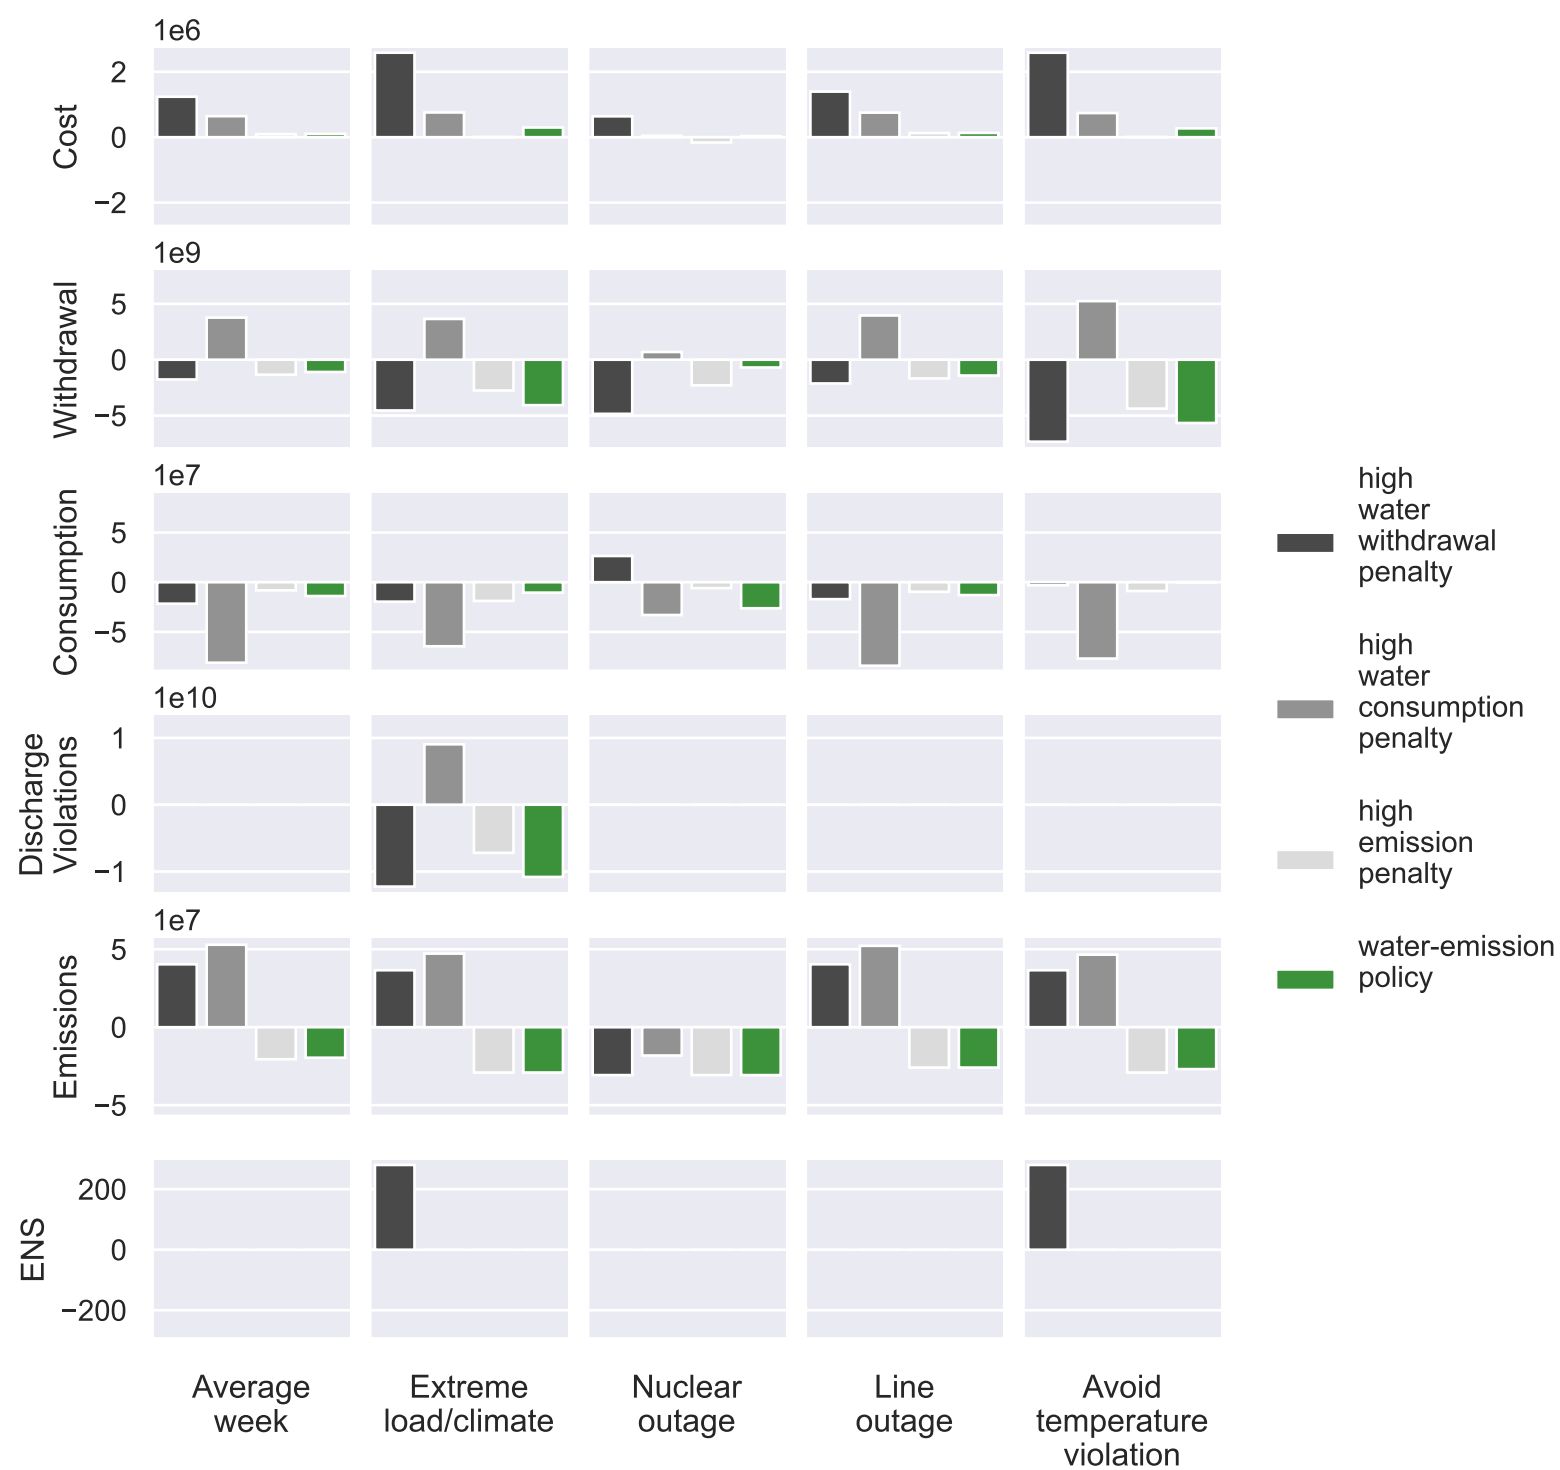 1e6
Cost
2
0
−2
1e9
Withdrawal
5
0
−5
1e7
Consumption
5
0
−5
1e10
Discharge
Violations
1
0
−1
1e7
Emissions
5
0
−5
ENS
200
0
−200
Average
week
Extreme
load/climate
Nuclear
outage
Line
outage
Avoid
temperature
violation
high
water
withdrawal
penalty
high
water
consumption
penalty
high
emission
penalty
water-emission
policy